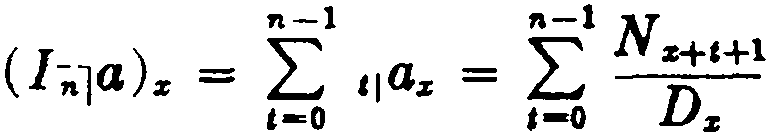 $(I_{\overline{n}|}a)_x = \sum_{t=0}^{n-1} {}_{t|}a_x = \sum_{t=0}^{n-1} \frac{N_{x+t+1}}{D_x}$